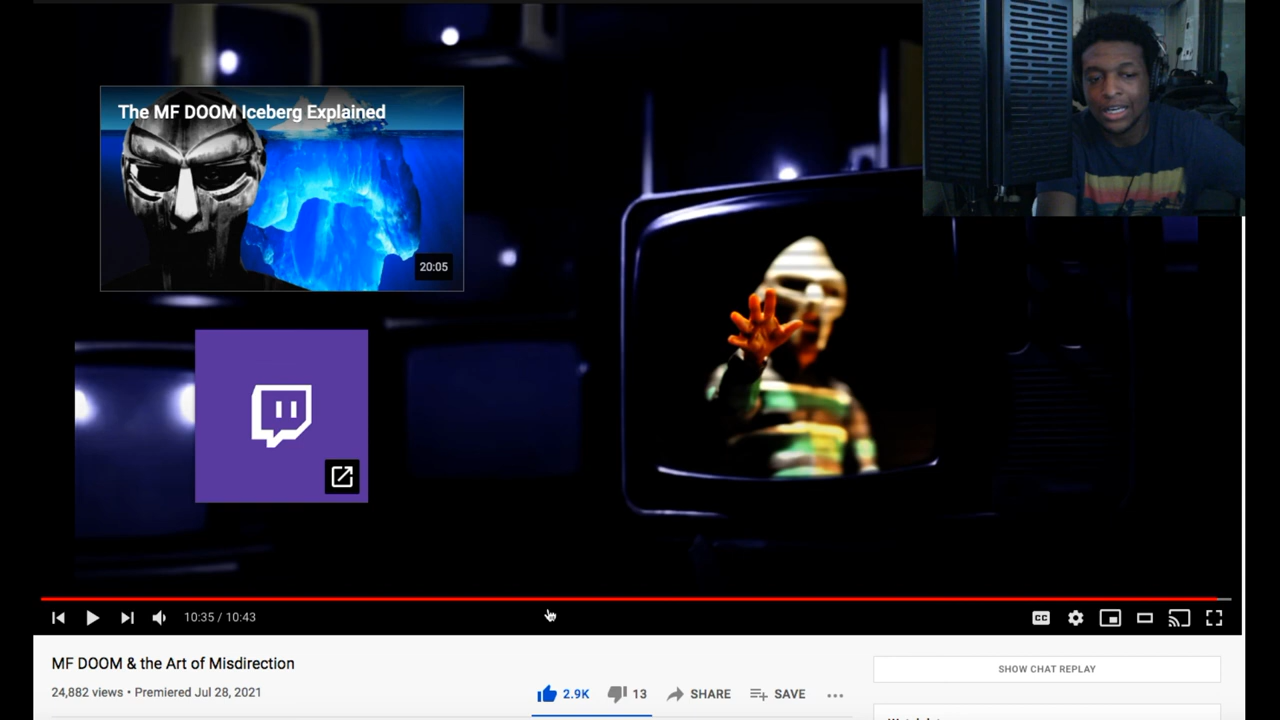 The MF DOOM Iceberg Explained
20:05
10:35 / 10:43
CC
MF DOOM & the Art of Misdirection
24,882 views • Premiered Jul 28, 2021
2.9K
13
SHARE
SAVE
SHOW CHAT REPLAY